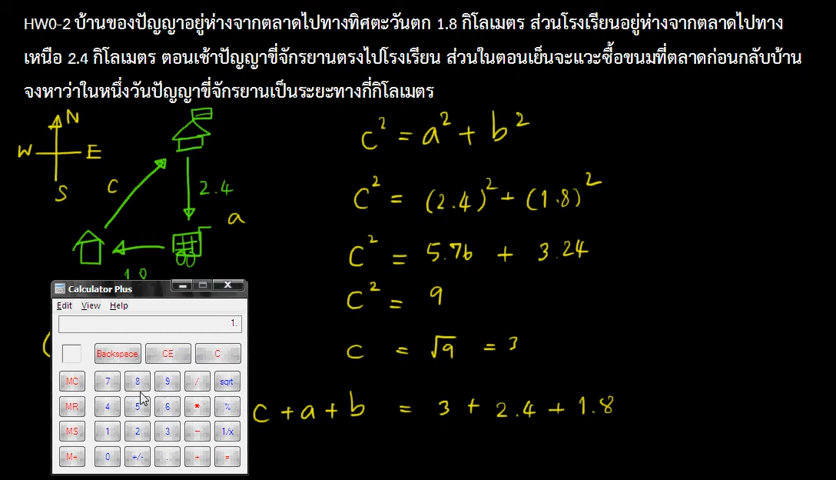 HW0-2 บ้านของปัญญาอยู่ห่างจากตลาดไปทางทิศตะวันตก 1.8 กิโลเมตร ส่วนโรงเรียนอยู่ห่างจากตลาดไปทาง
เหนือ 2.4 กิโลเมตร ตอนเช้าปัญญาขี่จักรยานตรงไปโรงเรียน ส่วนในตอนเย็นจะแวะซื้อขนมที่ตลาดก่อนกลับบ้าน
จงหาว่าในหนึ่งวันปัญญาขี่จักรยานเป็นระยะทางกี่กิโลเมตร
N
W E
S
c
2.4
a
c² = a² + b²
c² = (2.4)² + (1.8)²
c² = 5.76 + 3.24
c² = 9
c = √9 = 3
c + a + b = 3 + 2.4 + 1.8
Calculator Plus
Edit View Help
1.
Backspace CE C
MC 7 8 9 / sqrt
MR 4 5 6 * %
MS 1 2 3 - 1/x
M+ 0 +/- . + =